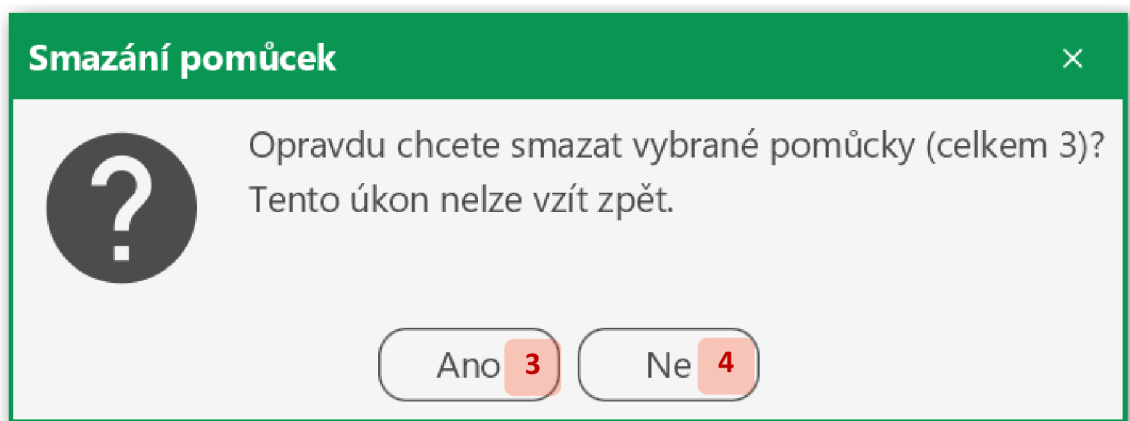 Smazání pomůcek
Opravdu chcete smazat vybrané pomůcky (celkem 3)?
Tento úkon nelze vzít zpět.
Ano 3 Ne 4